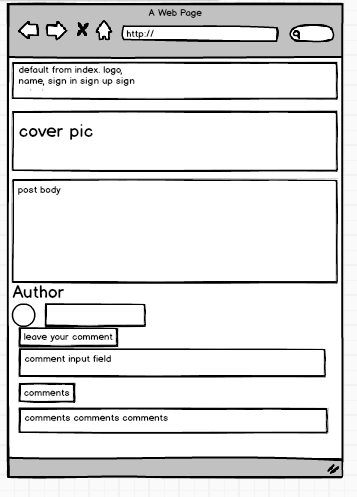 A Web Page
http://
default from index. logo,
name, sign in sign up sign
cover pic
post body
Author
leave your comment
comment input field
comments
comments comments comments